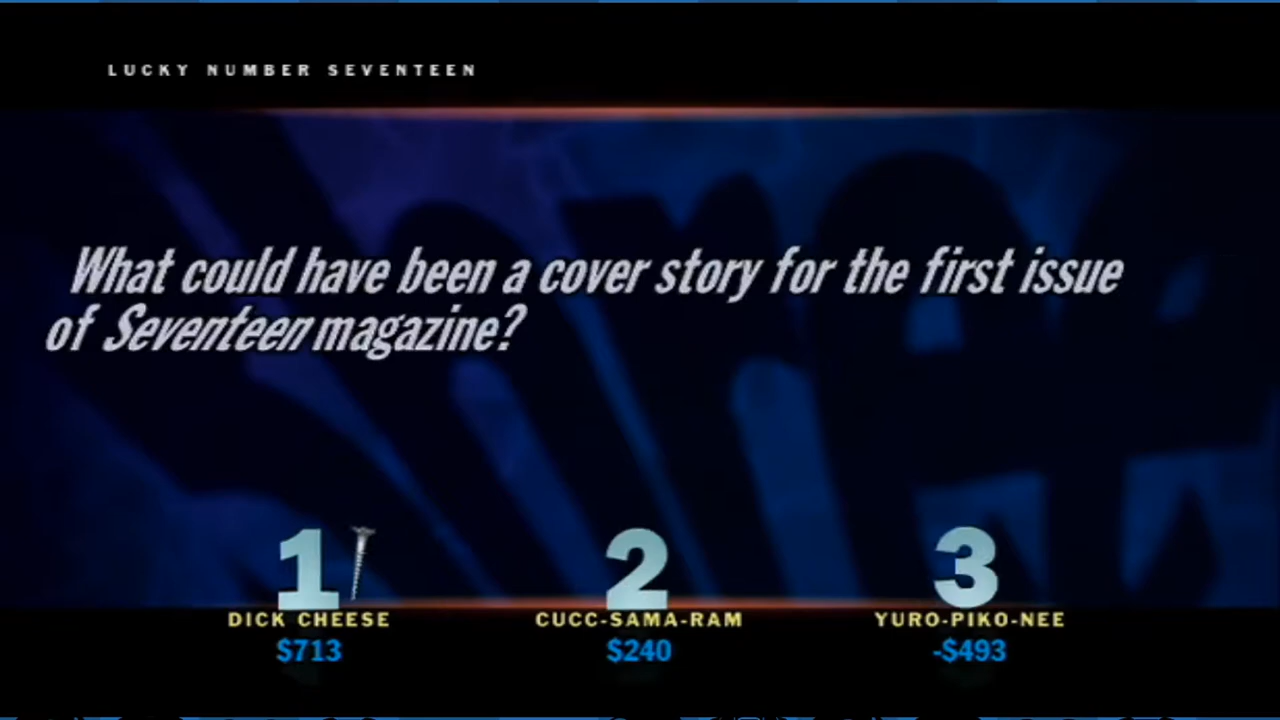 LUCKY NUMBER SEVENTEEN
What could have been a cover story for the first issue
of Seventeen magazine?
1 2 3
DICK CHEESE CUCC-SAMA-RAM YURO-PIKO-NEE
$713 $240 -$493